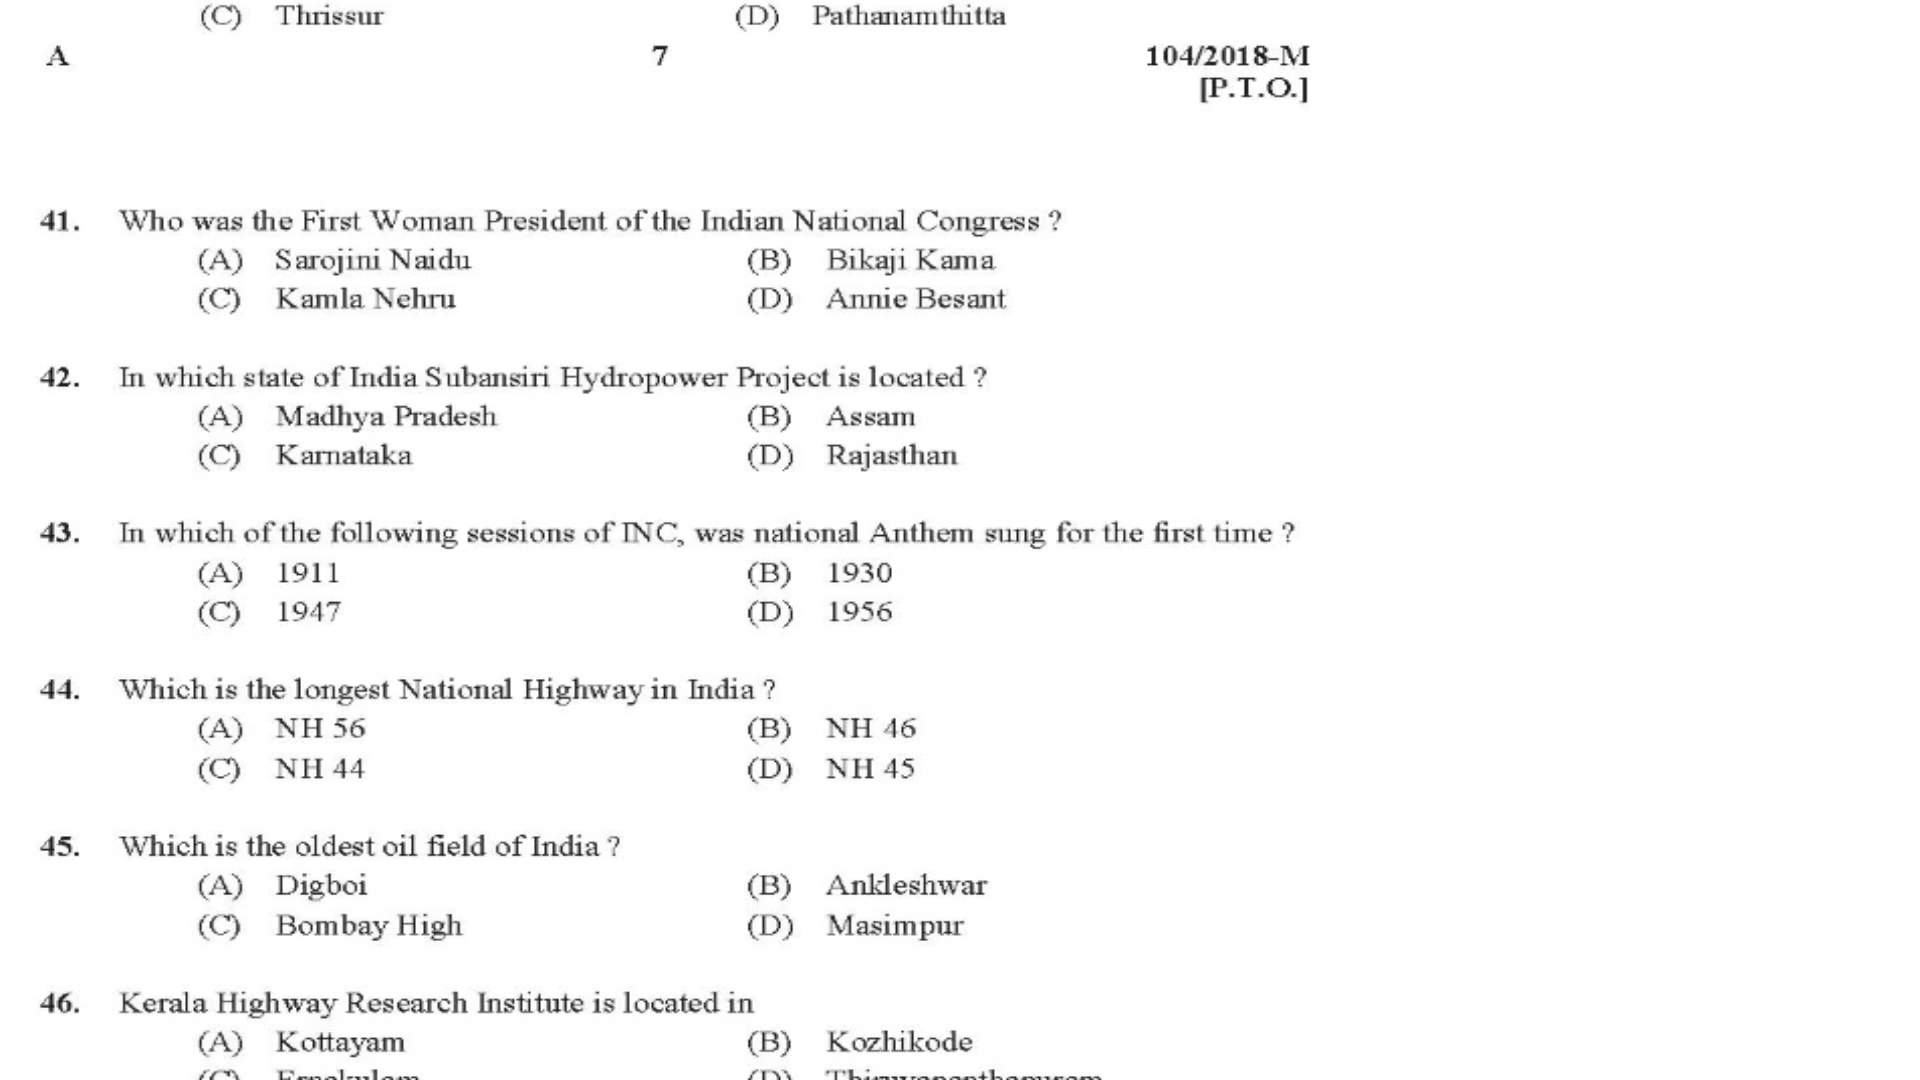 (C) Thrissur (D) Pathanamthitta
A 7 104/2018-M
[P.T.O.]
41. Who was the First Woman President of the Indian National Congress ?
(A) Sarojini Naidu (B) Bikaji Kama
(C) Kamla Nehru (D) Annie Besant
42. In which state of India Subansiri Hydropower Project is located ?
(A) Madhya Pradesh (B) Assam
(C) Karnataka (D) Rajasthan
43. In which of the following sessions of INC, was national Anthem sung for the first time ?
(A) 1911 (B) 1930
(C) 1947 (D) 1956
44. Which is the longest National Highway in India ?
(A) NH 56 (B) NH 46
(C) NH 44 (D) NH 45
45. Which is the oldest oil field of India ?
(A) Digboi (B) Ankleshwar
(C) Bombay High (D) Masimpur
46. Kerala Highway Research Institute is located in
(A) Kottayam (B) Kozhikode
(C) Ernakulam (D) Thiruvananthapuram